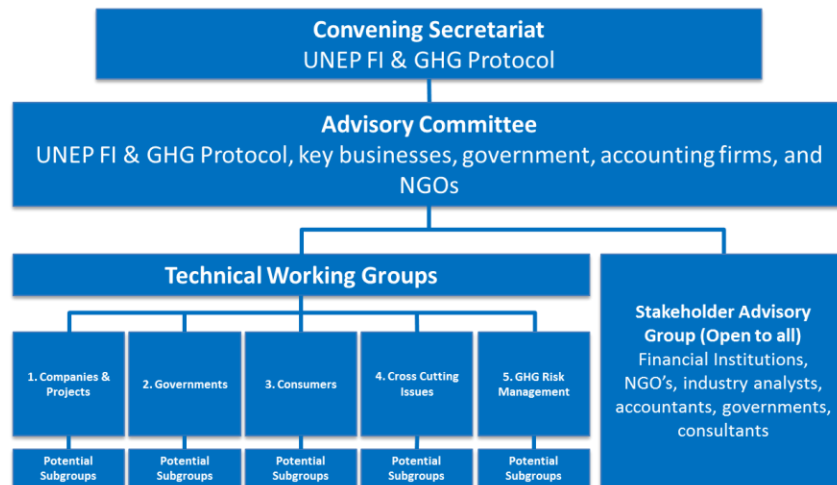 Convening Secretariat
UNEP FI & GHG Protocol
Advisory Committee
UNEP FI & GHG Protocol, key businesses, government, accounting firms, and
NGOs
Technical Working Groups
1. Companies &
Projects
2. Governments
3. Consumers
4. Cross Cutting
Issues
5. GHG Risk
Management
Potential
Subgroups
Potential
Subgroups
Potential
Subgroups
Potential
Subgroups
Potential
Subgroups
Stakeholder Advisory
Group (Open to all)
Financial Institutions,
NGO's, industry analysts,
accountants, governments,
consultants